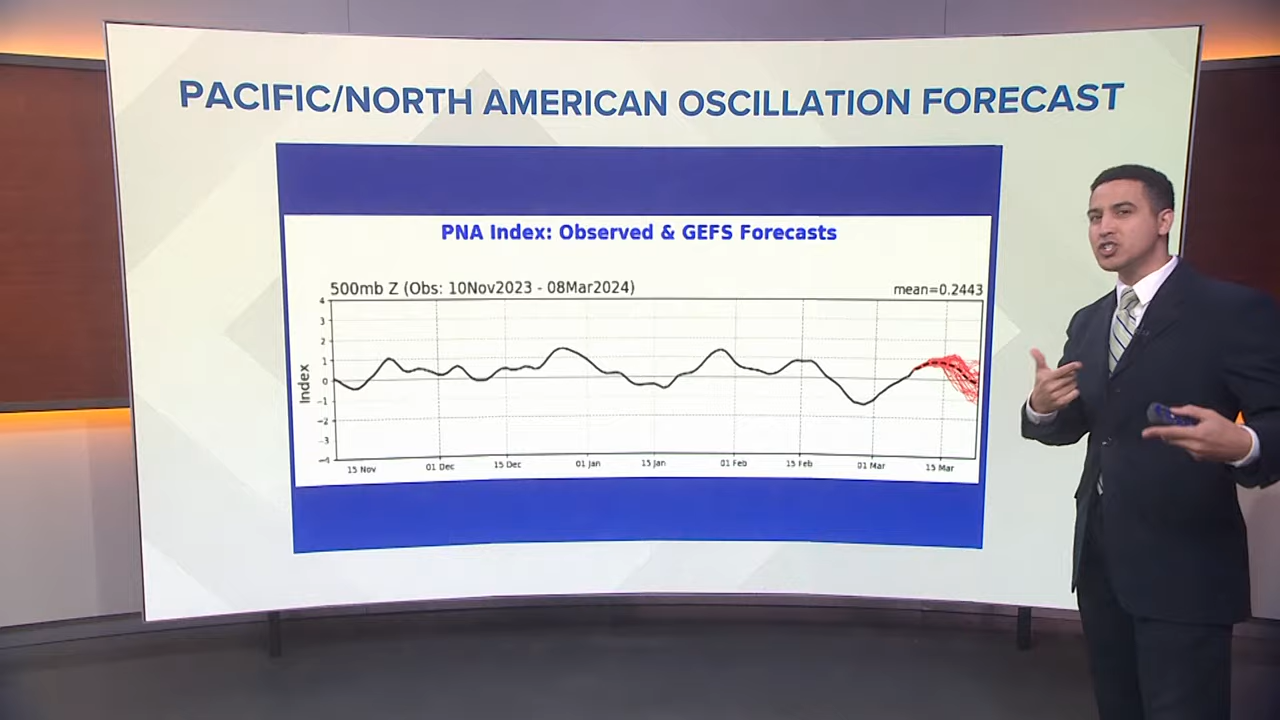 PACIFIC/NORTH AMERICAN OSCILLATION FORECAST
PNA Index: Observed & GEFS Forecasts
500mb Z (Obs: 10Nov2023 - 08Mar2024) mean=0.2443
4
3
2
1
0
−1
−2
−3
−4
Index
15 Nov 01 Dec 15 Dec 01 Jan 15 Jan 01 Feb 15 Feb 01 Mar 15 Mar